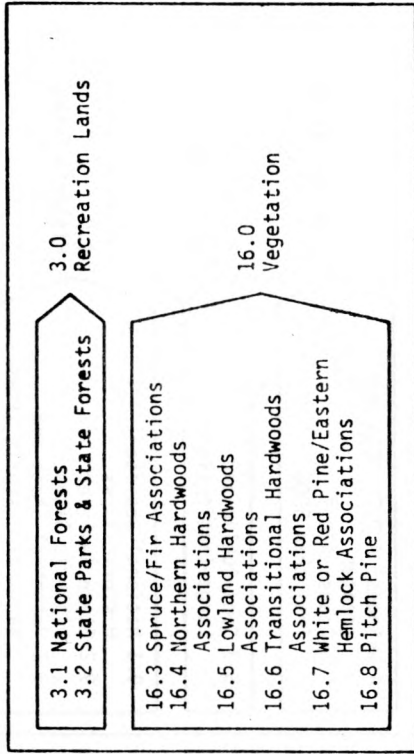 3.1 National Forests
3.2 State Parks & State Forests
3.0
Recreation Lands
16.3 Spruce/Fir Associations
16.4 Northern Hardwoods
Associations
16.5 Lowland Hardwoods
Associations
16.6 Transitional Hardwoods
Associations
16.7 White or Red Pine/Eastern
Hemlock Associations
16.8 Pitch Pine
16.0
Vegetation